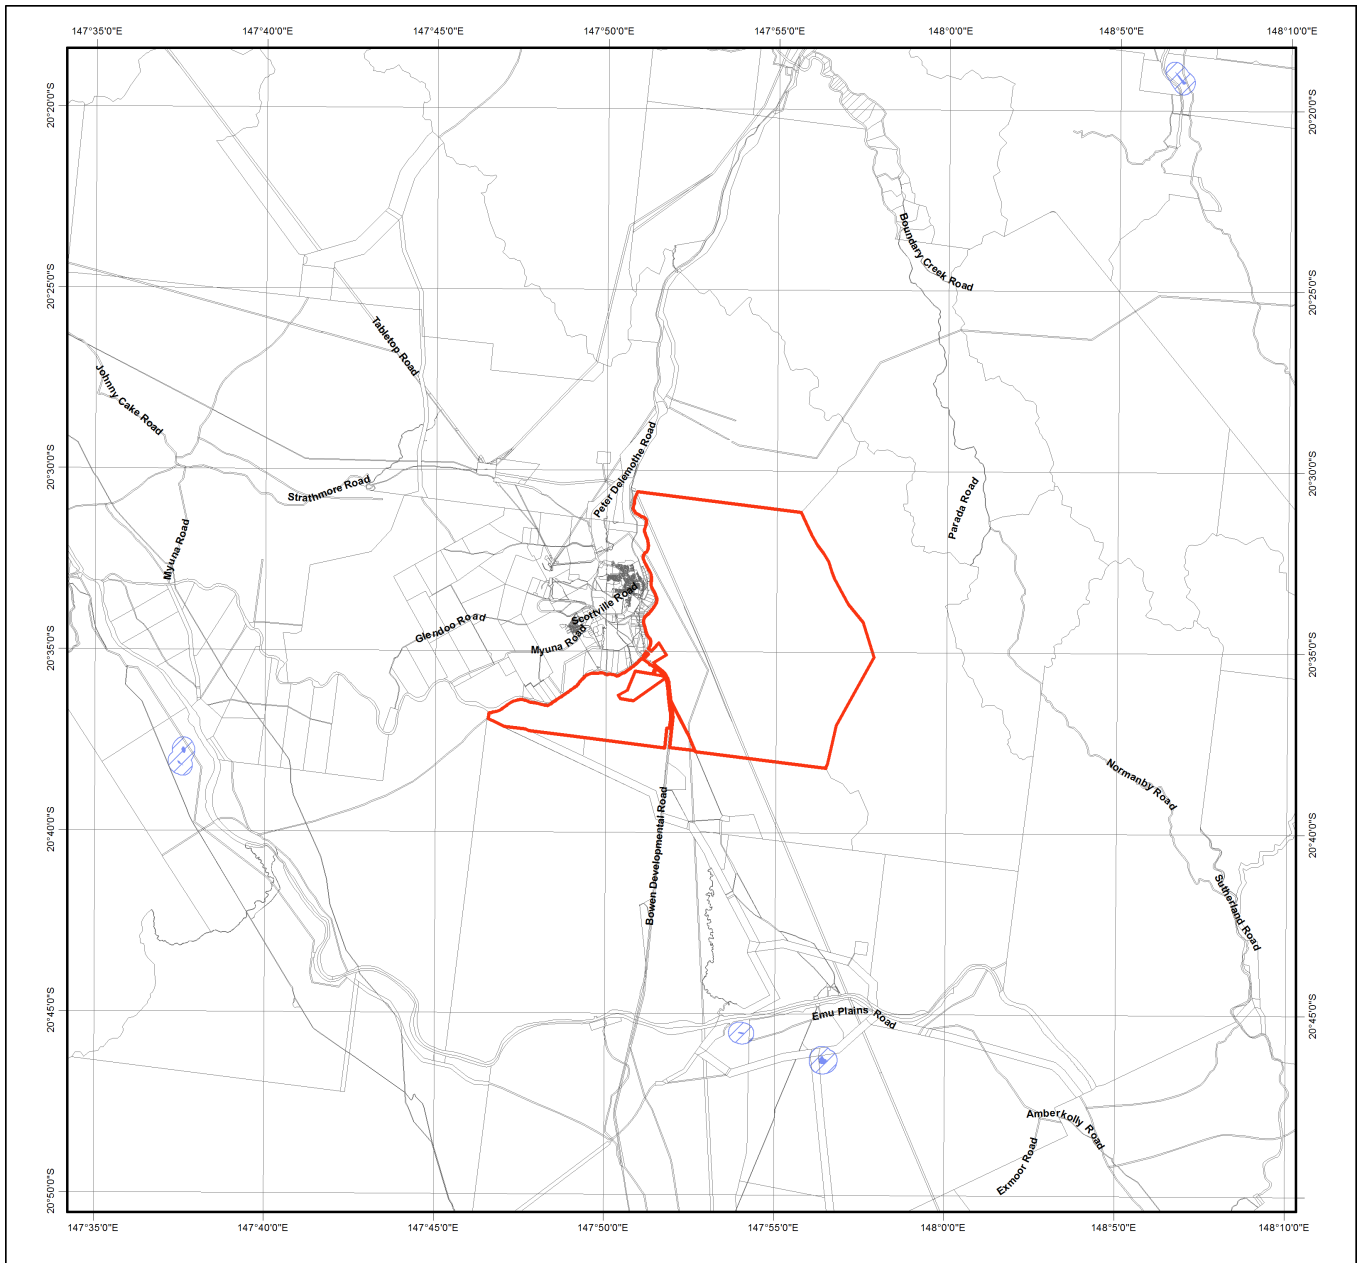 147°35'0"E
147°40'0"E
147°45'0"E
147°50'0"E
147°55'0"E
148°0'0"E
148°5'0"E
148°10'0"E
20°20'0"S
20°20'0"S
Boundary Creek Road
20°25'0"S
20°25'0"S
Tabletop Road
Johnny Cake Road
Peter Delemothe Road
20°30'0"S
20°30'0"S
Strathmore Road
Parada Road
Myuna Road
Scottville Road
Glendoo Road
Myuna Road
20°35'0"S
20°35'0"S
Normanby Road
Bowen Developmental Road
20°40'0"S
20°40'0"S
Sutherland Road
20°45'0"S
20°45'0"S
Emu Plains Road
Amberkolly Road
Exmoor Road
20°50'0"S
20°50'0"S
147°35'0"E
147°40'0"E
147°45'0"E
147°50'0"E
147°55'0"E
148°0'0"E
148°5'0"E
148°10'0"E